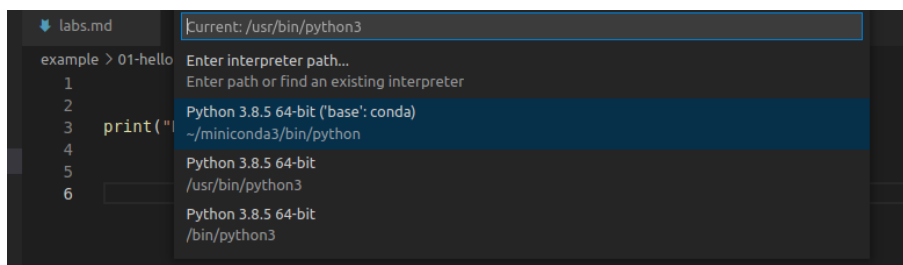 labs.md
Current: /usr/bin/python3
example > 01-hello
Enter interpreter path...
Enter path or find an existing interpreter
1
2
Python 3.8.5 64-bit ('base': conda)
~/miniconda3/bin/python
3 print("
4
5
Python 3.8.5 64-bit
/usr/bin/python3
6
Python 3.8.5 64-bit
/bin/python3